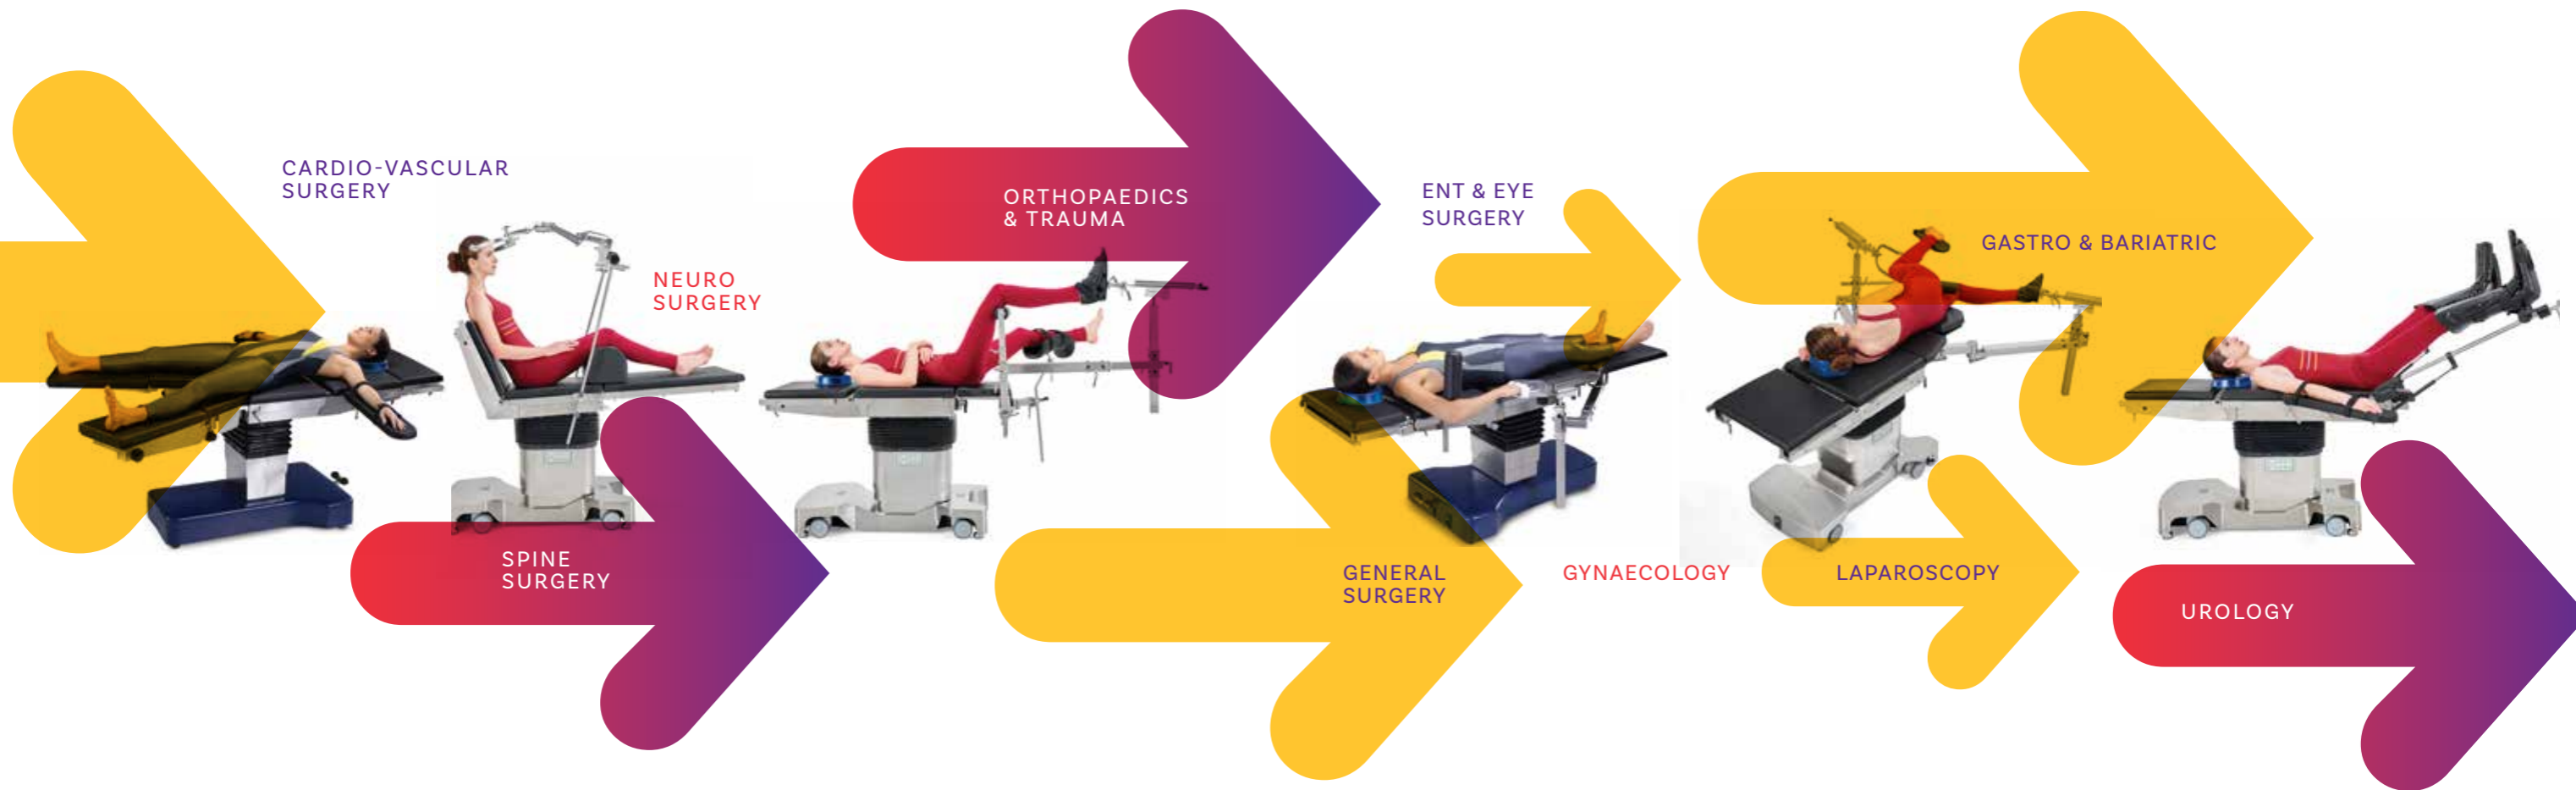 CARDIO-VASCULAR
SURGERY
NEURO
SURGERY
SPINE
SURGERY
ORTHOPAEDICS
& TRAUMA
ENT & EYE
SURGERY
GENERAL
SURGERY
GYNAECOLOGY
GASTRO & BARIATRIC
LAPAROSCOPY
UROLOGY